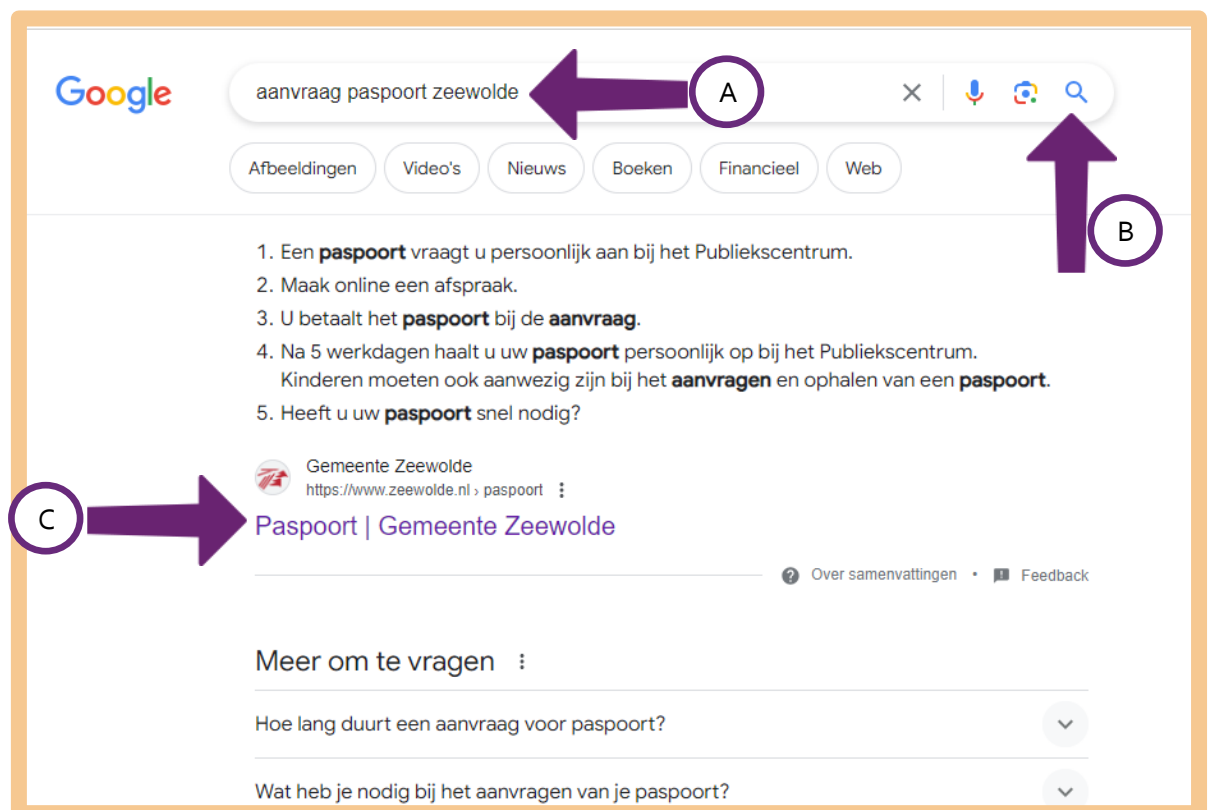 Google
aanvraag paspoort zeewolde
A
Afbeeldingen
Video's
Nieuws
Boeken
Financieel
Web
B
1. Een paspoort vraagt u persoonlijk aan bij het Publiekscentrum.
2. Maak online een afspraak.
3. U betaalt het paspoort bij de aanvraag.
4. Na 5 werkdagen haalt u uw paspoort persoonlijk op bij het Publiekscentrum.
Kinderen moeten ook aanwezig zijn bij het aanvragen en ophalen van een paspoort.
5. Heeft u uw paspoort snel nodig?
Gemeente Zeewolde
https://www.zeewolde.nl › paspoort
C
Paspoort | Gemeente Zeewolde
Over samenvattingen • Feedback
Meer om te vragen
Hoe lang duurt een aanvraag voor paspoort?
Wat heb je nodig bij het aanvragen van je paspoort?